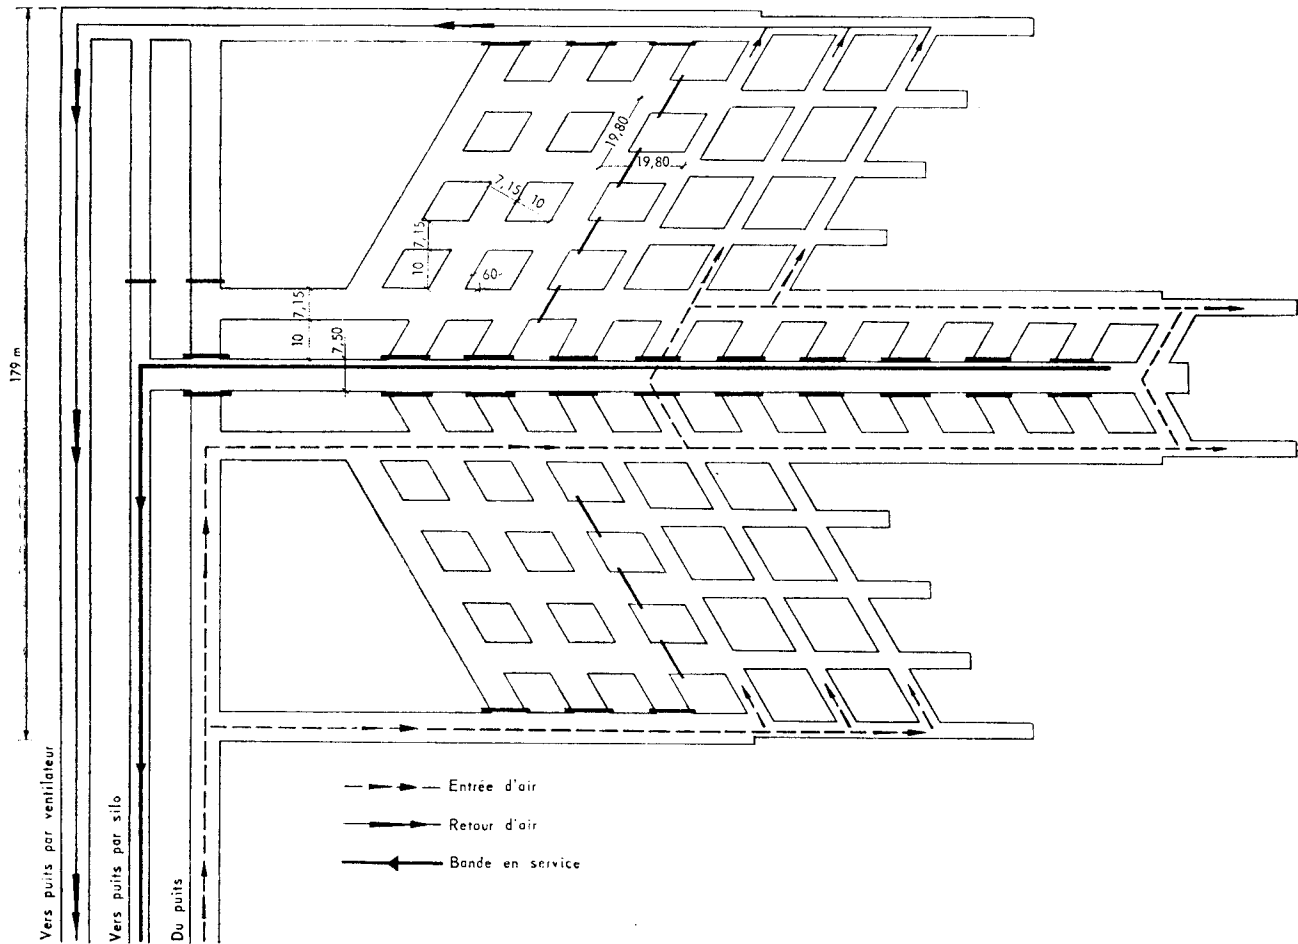 19,80
19,80
7,15
10
7,15
10
60
7,15
10
7,50
179 m
Vers puits par ventilateur
Vers puits par silo
Du puits
Entrée d'air
Retour d'air
Bande en service